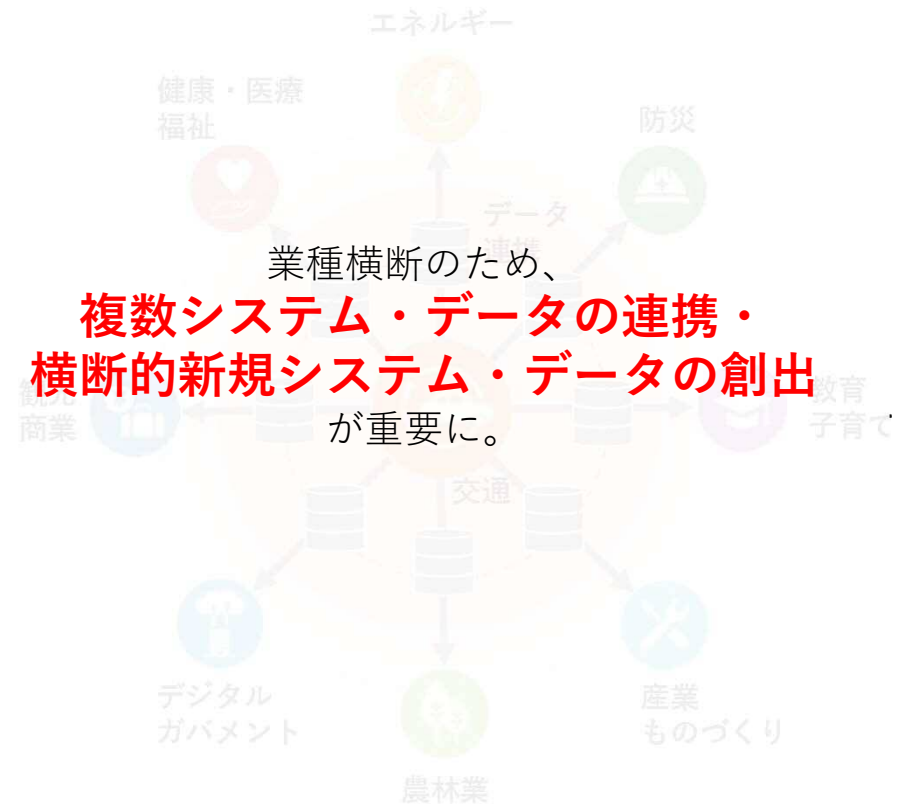 エネルギー
健康・医療
福祉
防災
データ
連携
業種横断のため、
複数システム・データの連携・
横断的新規システム・データの創出
が重要に。
観光
商業
教育
子育て
交通
デジタル
ガバメント
産業
ものづくり
農林業